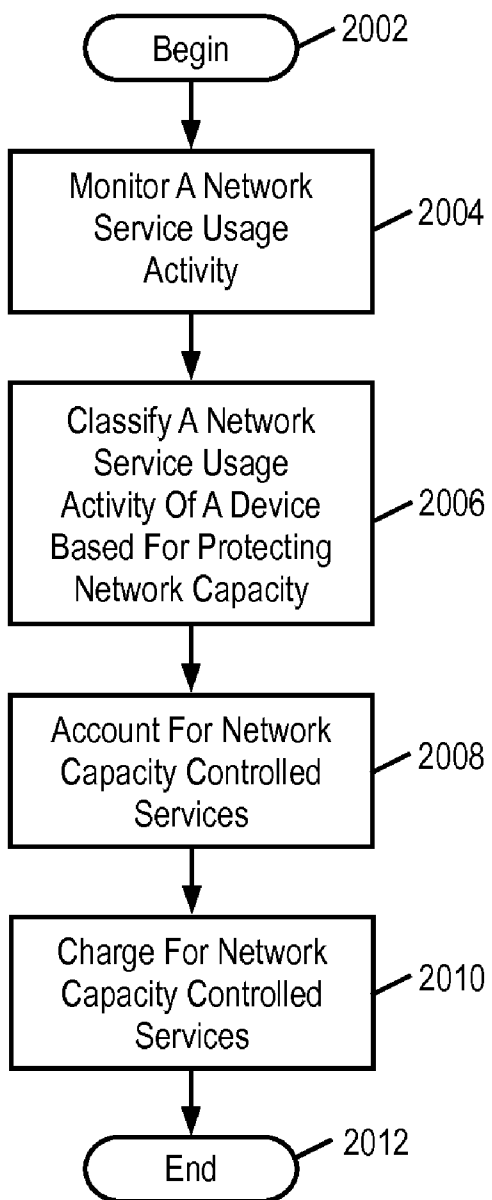 Begin
2002
Monitor A Network
Service Usage
Activity
2004
Classify A Network
Service Usage
Activity Of A Device
Based For Protecting
Network Capacity
2006
Account For Network
Capacity Controlled
Services
2008
Charge For Network
Capacity Controlled
Services
2010
End
2012